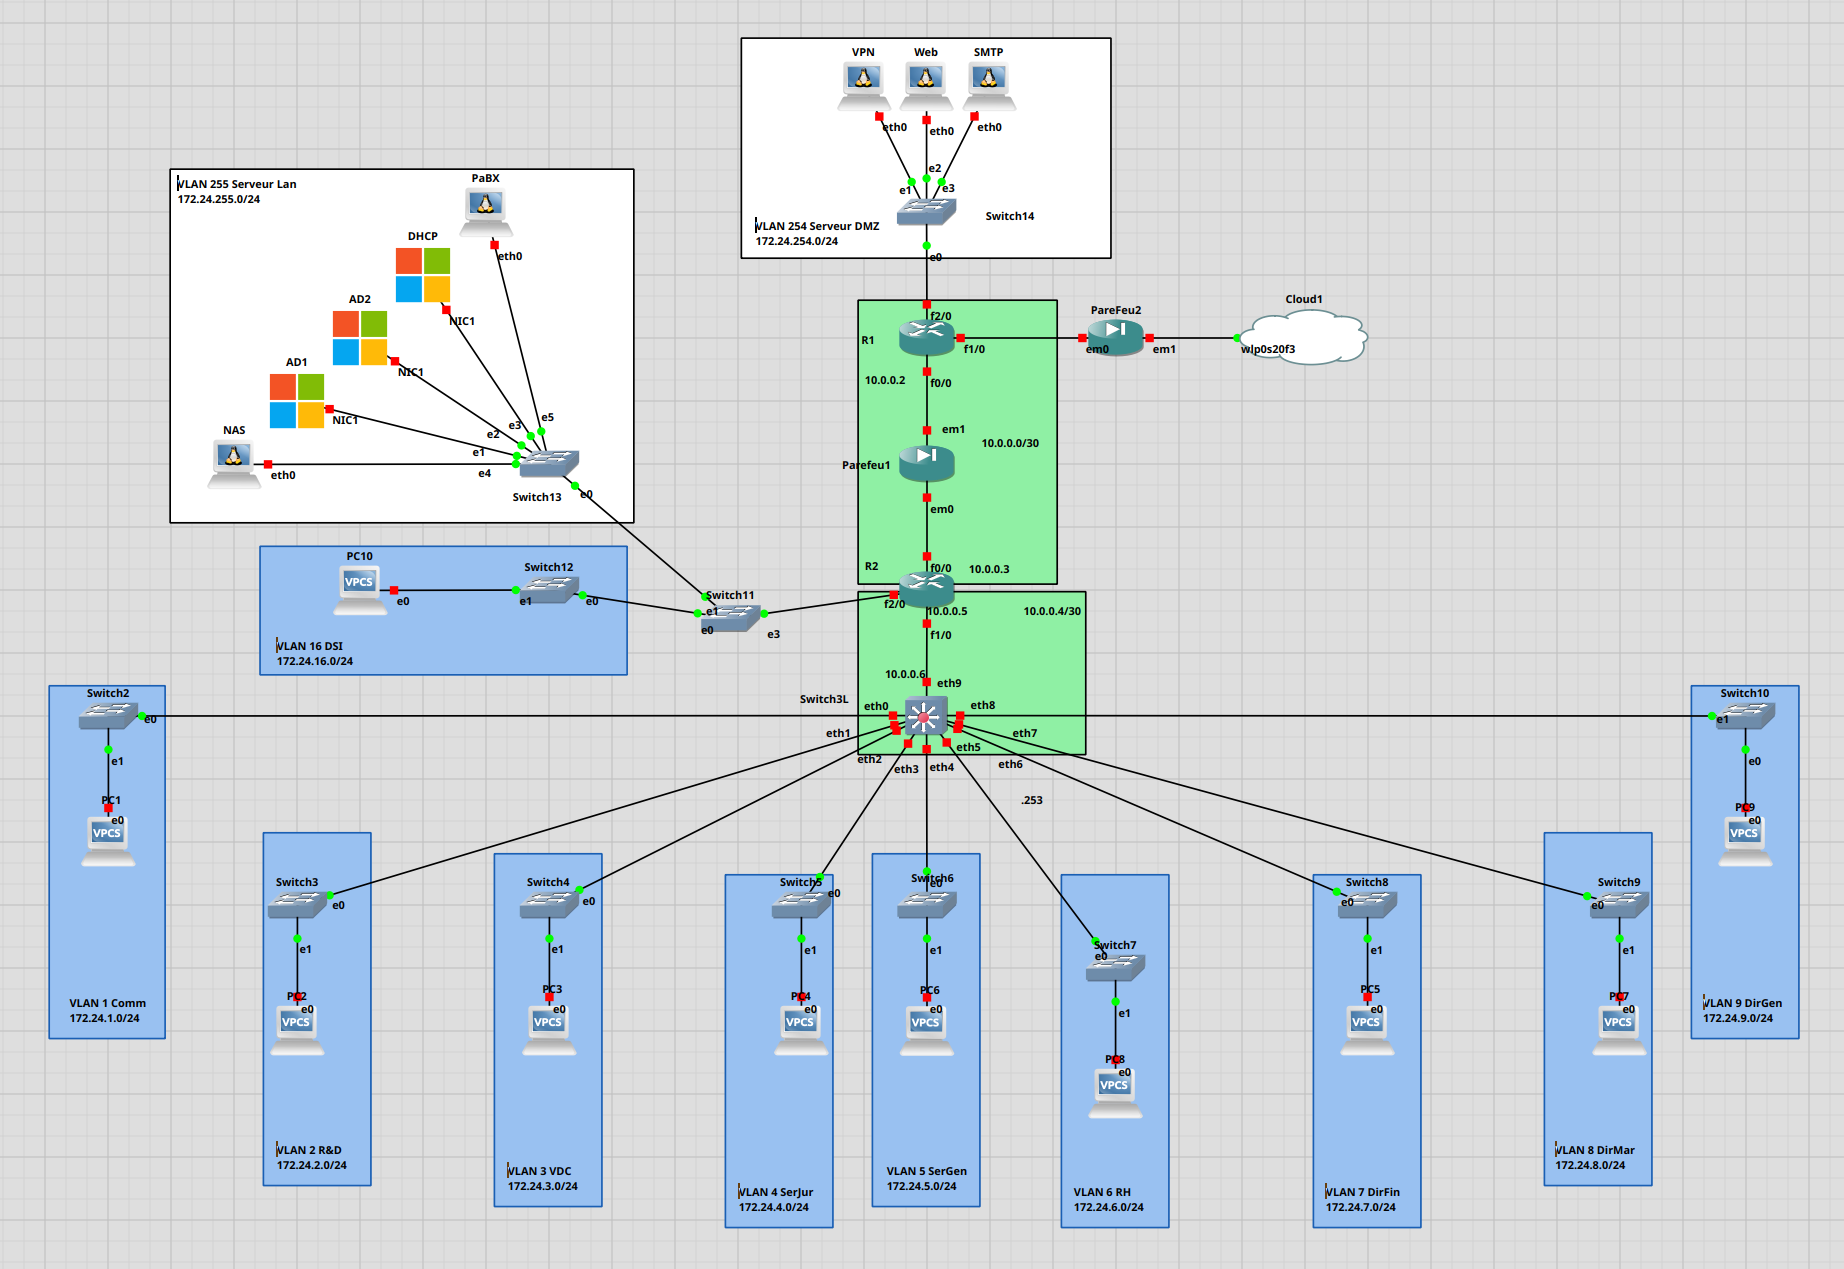 VPN
Web
SMTP
eth0
eth0
eth0
e2
e1
e3
Switch14
VLAN 254 Serveur DMZ
172.24.254.0/24
e0
VLAN 255 Serveur Lan
172.24.255.0/24
PaBX
eth0
DHCP
NIC1
AD2
NIC1
AD1
NIC1
NAS
eth0
e5
e3
e2
e1
e4
Switch13
e0
f2/0
R1
f1/0
10.0.0.2
f0/0
PareFeu2
em0
em1
Cloud1
wlp0s20f3
em1
10.0.0.0/30
Parefeu1
em0
R2
f0/0
10.0.0.3
f2/0
10.0.0.5
10.0.0.4/30
f1/0
10.0.0.6
eth9
Switch3L
eth0
eth8
eth1
eth7
eth2
eth5
eth3
eth4
eth6
.253
PC10
VPCS
e0
Switch12
e1
e0
VLAN 16 DSI
172.24.16.0/24
Switch11
e1
e0
e3
Switch2
e0
e1
PC1
e0
VPCS
VLAN 1 Comm
172.24.1.0/24
Switch3
e0
e1
PC2
e0
VPCS
VLAN 2 R&D
172.24.2.0/24
Switch4
e0
e1
PC3
e0
VPCS
VLAN 3 VDC
172.24.3.0/24
Switch5
e0
e1
PC4
e0
VPCS
VLAN 4 SerJur
172.24.4.0/24
Switch6
e0
e1
PC6
e0
VPCS
VLAN 5 SerGen
172.24.5.0/24
Switch7
e0
e1
PC8
e0
VPCS
VLAN 6 RH
172.24.6.0/24
Switch8
e0
e1
PC5
e0
VPCS
VLAN 7 DirFin
172.24.7.0/24
Switch9
e0
e1
PC7
e0
VPCS
VLAN 8 DirMar
172.24.8.0/24
Switch10
e1
e0
PC9
e0
VPCS
VLAN 9 DirGen
172.24.9.0/24